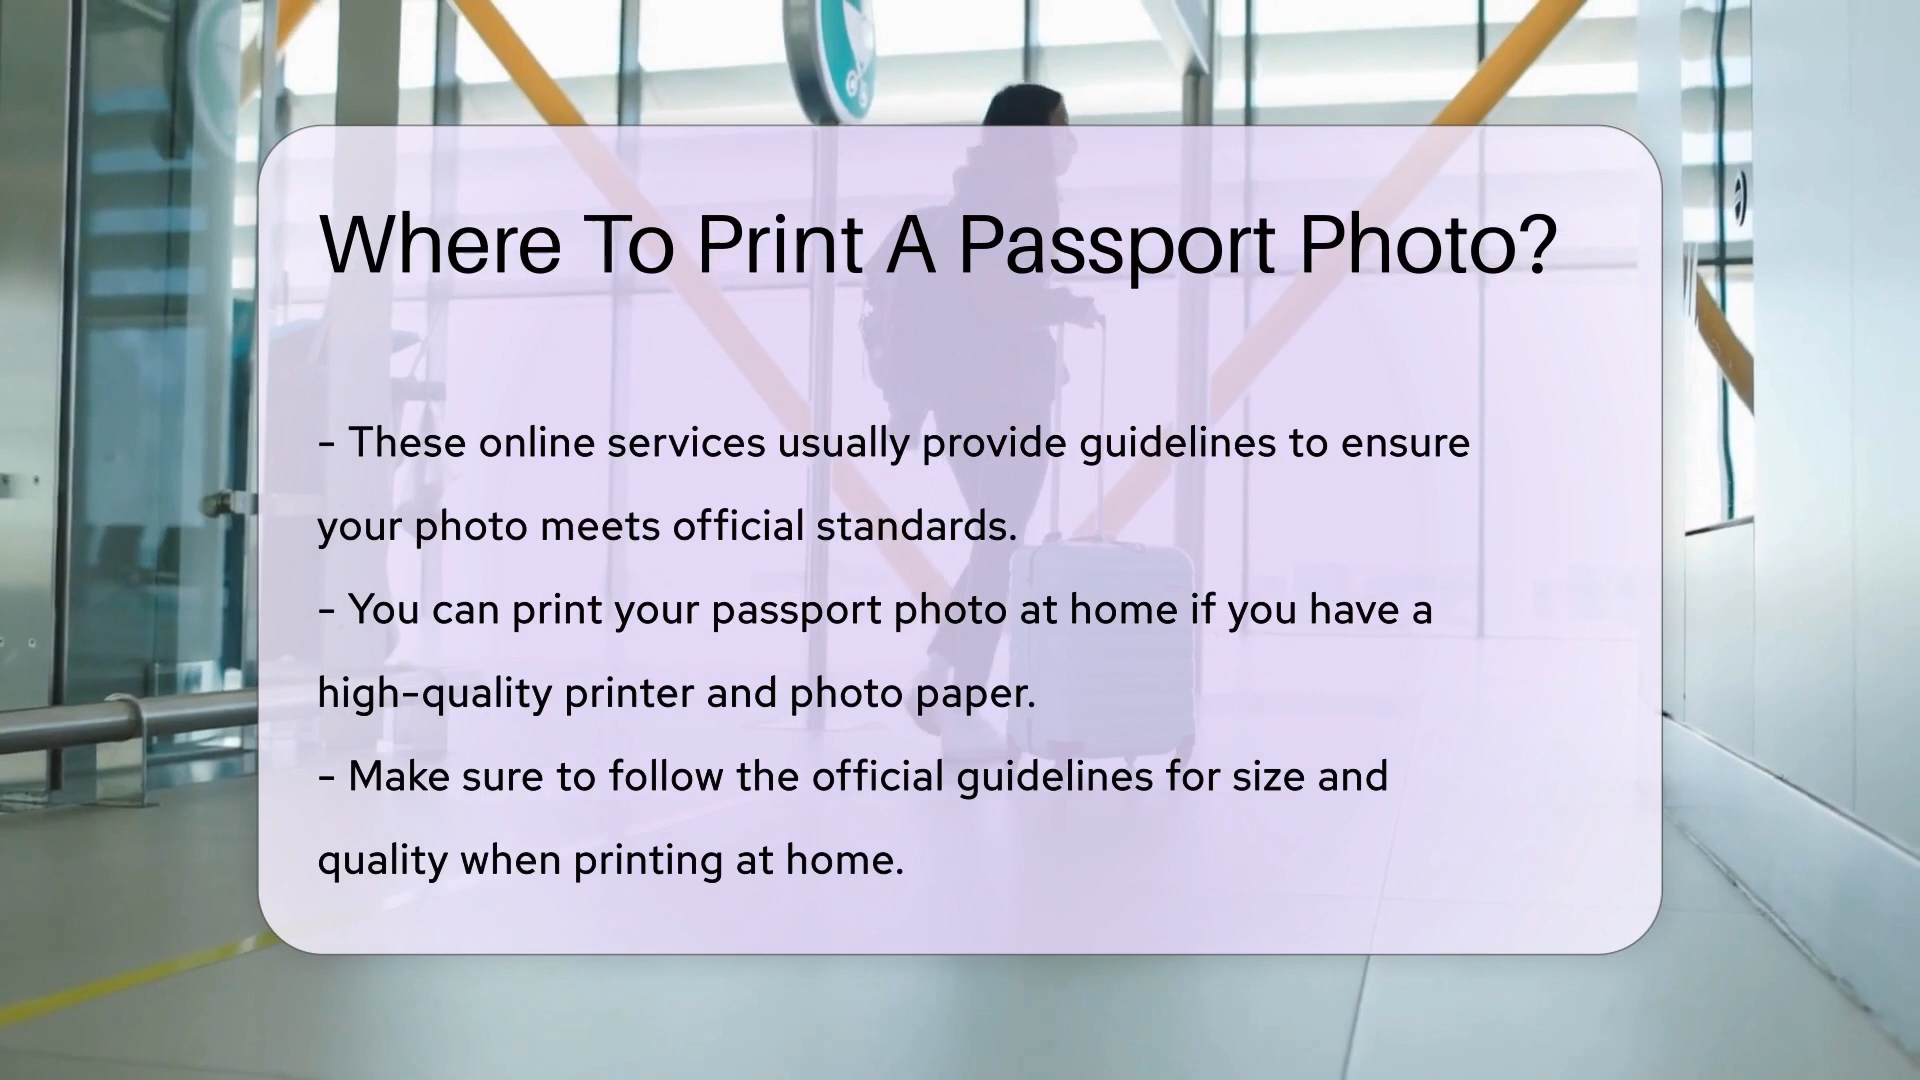 Where To Print A Passport Photo?
- These online services usually provide guidelines to ensure
your photo meets official standards.
- You can print your passport photo at home if you have a
high-quality printer and photo paper.
- Make sure to follow the official guidelines for size and
quality when printing at home.